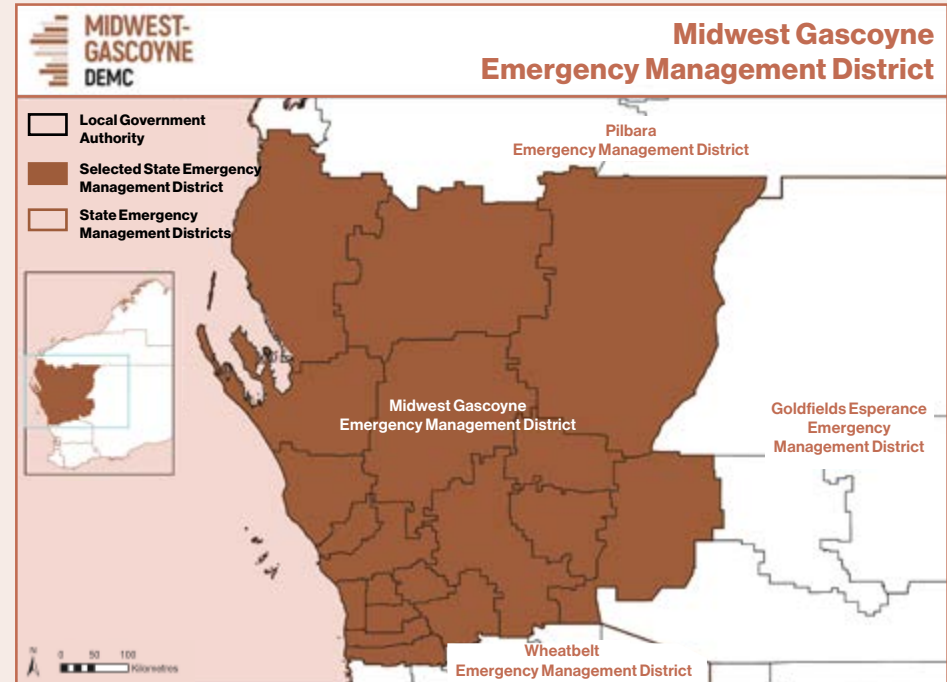 MIDWEST-
GASCOYNE
DEMC
Midwest Gascoyne
Emergency Management District
Local Government
Authority
Selected State Emergency
Management District
State Emergency
Management Districts
Pilbara
Emergency Management District
Midwest Gascoyne
Emergency Management District
Goldfields Esperance
Emergency
Management District
Wheatbelt
Emergency Management District
N
0 50 100
Kilometres